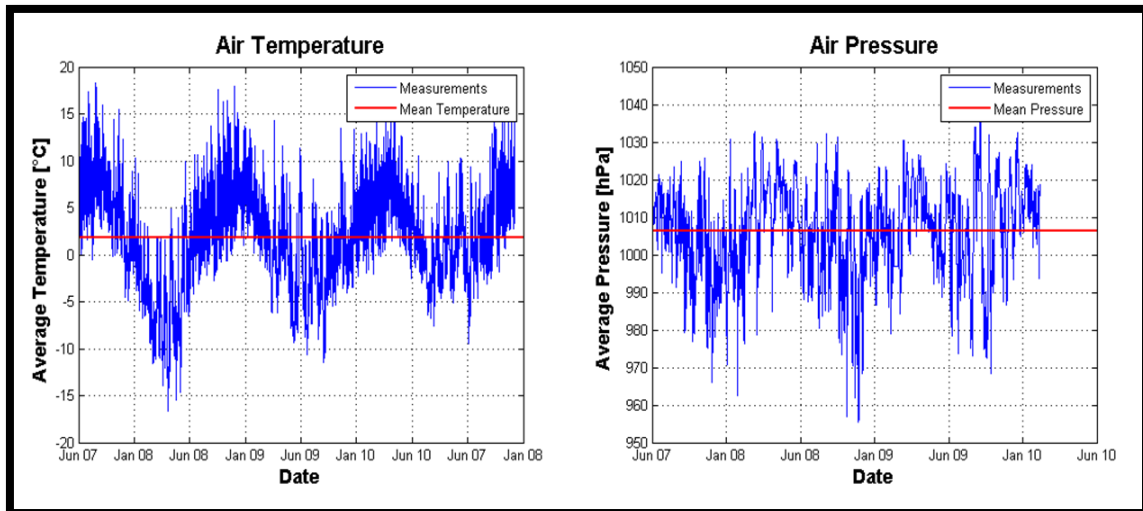 Air Temperature
20
15
10
5
0
-5
-10
-15
-20
Average Temperature [°C]
Measurements
Mean Temperature
Jun 07 Jan 08 Jun 08 Jan 09 Jun 09 Jan 10 Jun 10 Jun 07 Jan 08
Date
Air Pressure
1050
1040
1030
1020
1010
1000
990
980
970
960
950
Average Pressure [hPa]
Measurements
Mean Pressure
Jun 07 Jan 08 Jun 08 Jan 09 Jun 09 Jan 10 Jun 10
Date